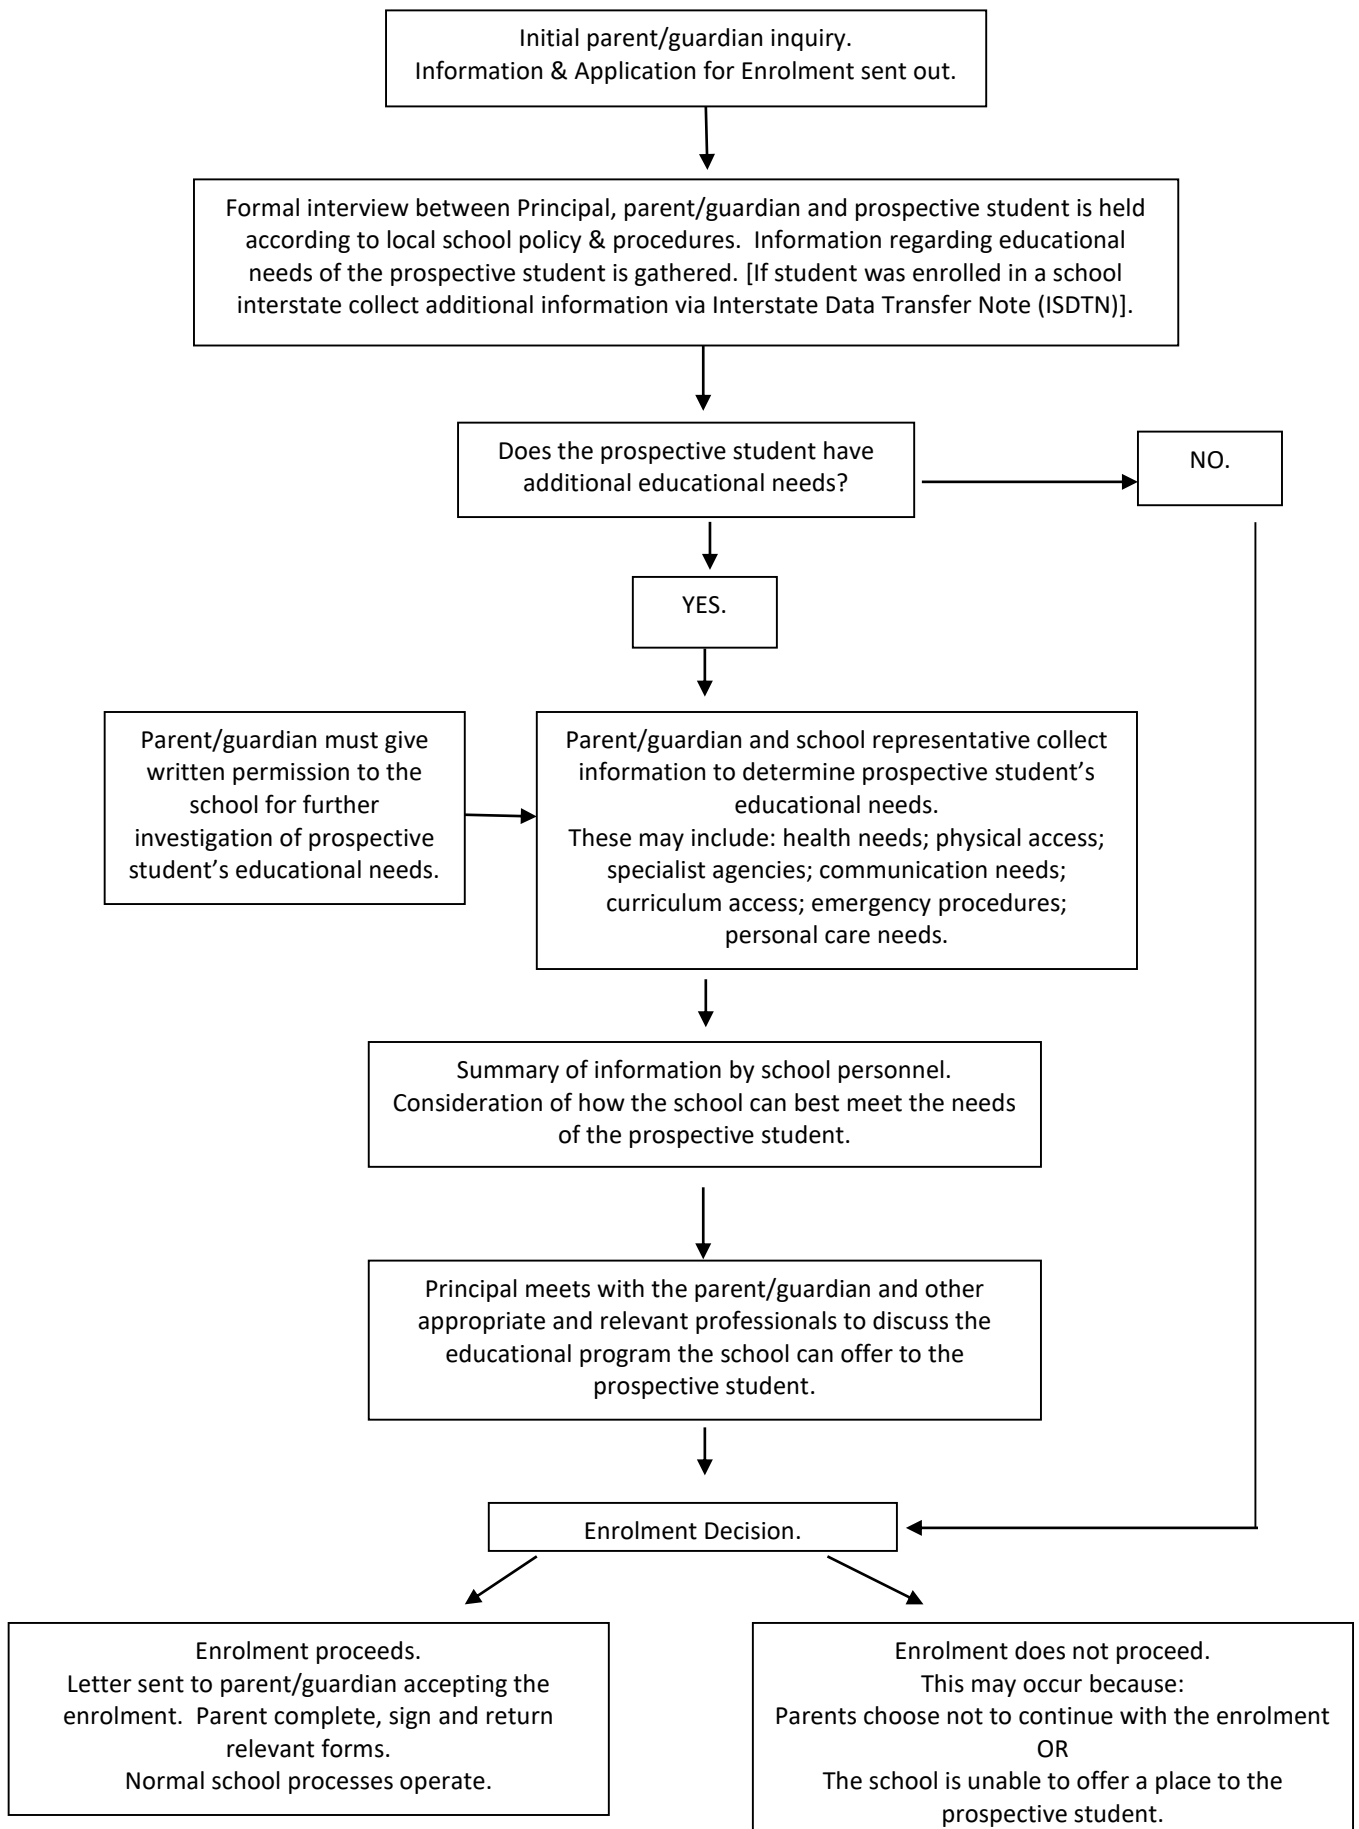 Initial parent/guardian inquiry.
Information & Application for Enrolment sent out.
Formal interview between Principal, parent/guardian and prospective student is held
according to local school policy & procedures.  Information regarding educational
needs of the prospective student is gathered. [If student was enrolled in a school
interstate collect additional information via Interstate Data Transfer Note (ISDTN)].
Does the prospective student have
additional educational needs?
NO.
YES.
Parent/guardian must give
written permission to the
school for further
investigation of prospective
student’s educational needs.
Parent/guardian and school representative collect
information to determine prospective student’s
educational needs.
These may include: health needs; physical access;
specialist agencies; communication needs;
curriculum access; emergency procedures;
personal care needs.
Summary of information by school personnel.
Consideration of how the school can best meet the needs
of the prospective student.
Principal meets with the parent/guardian and other
appropriate and relevant professionals to discuss the
educational program the school can offer to the
prospective student.
Enrolment Decision.
Enrolment proceeds.
Letter sent to parent/guardian accepting the
enrolment.  Parent complete, sign and return
relevant forms.
Normal school processes operate.
Enrolment does not proceed.
This may occur because:
Parents choose not to continue with the enrolment
OR
The school is unable to offer a place to the
prospective student.